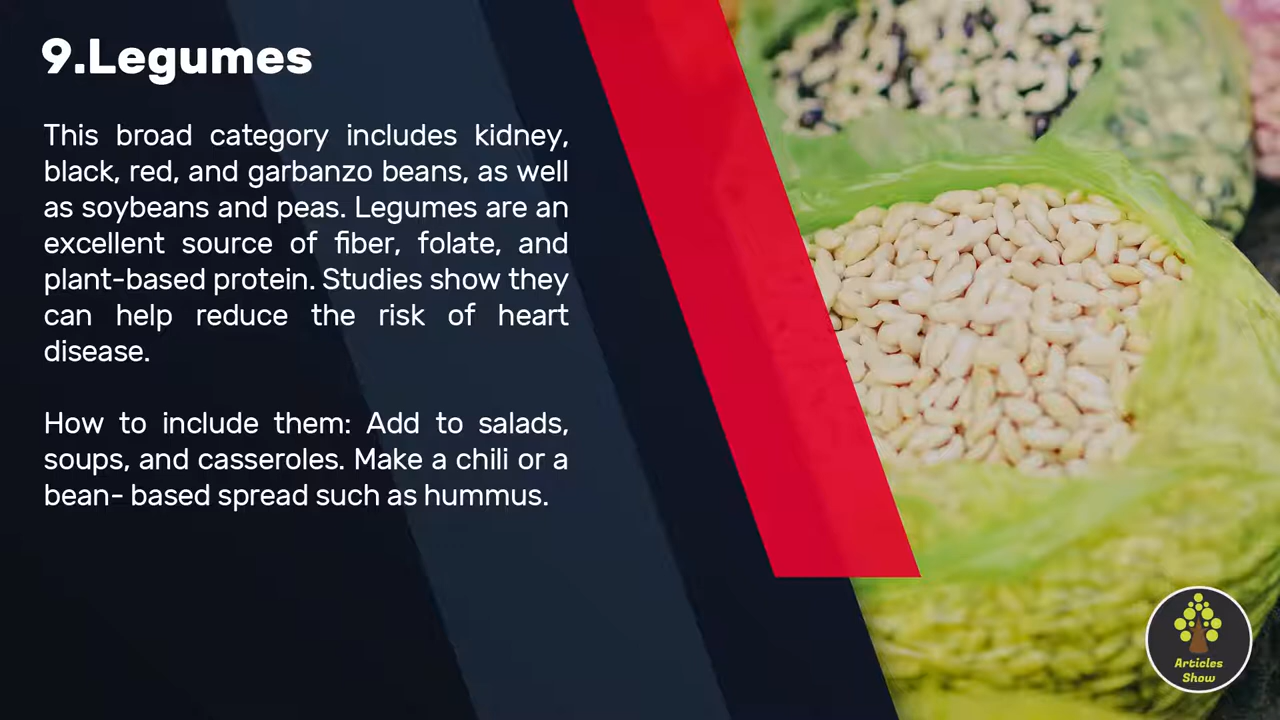 9.Legumes
This broad category includes kidney,
black, red, and garbanzo beans, as well
as soybeans and peas. Legumes are an
excellent source of fiber, folate, and
plant-based protein. Studies show they
can help reduce the risk of heart
disease.
How to include them: Add to salads,
soups, and casseroles. Make a chili or a
bean- based spread such as hummus.
Articles
Show